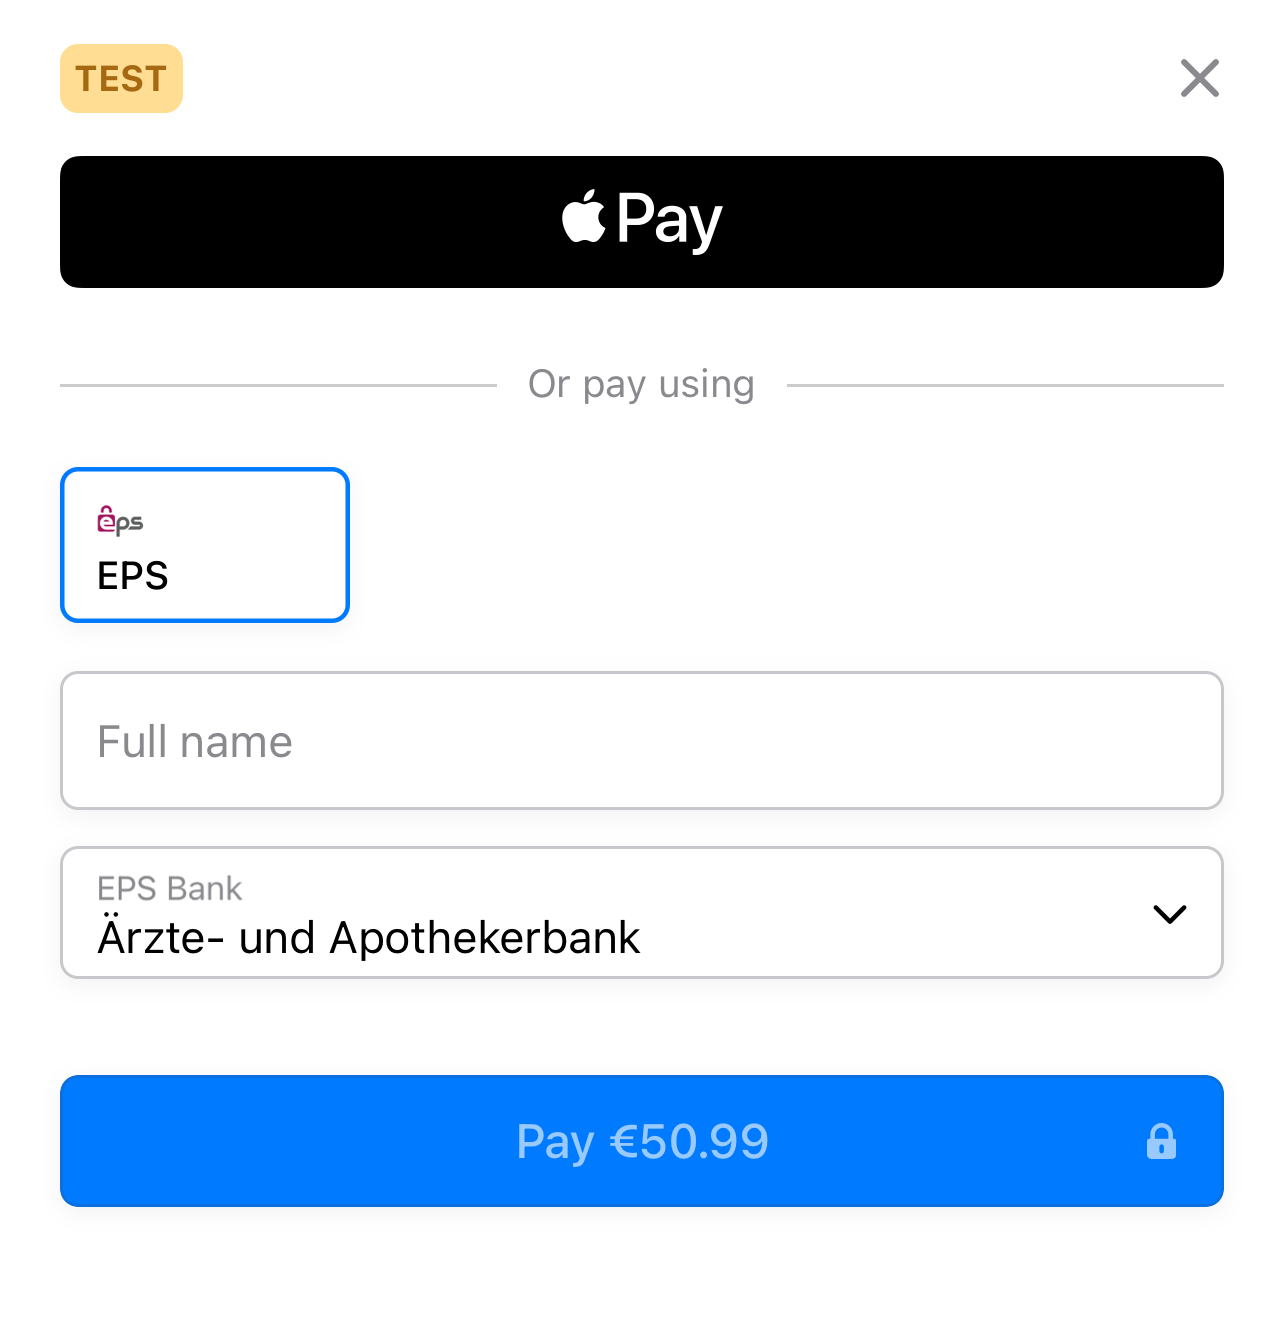 TEST
Pay
Or pay using
eps
EPS
Full name
EPS Bank
Ärzte- und Apothekerbank
Pay €50.99